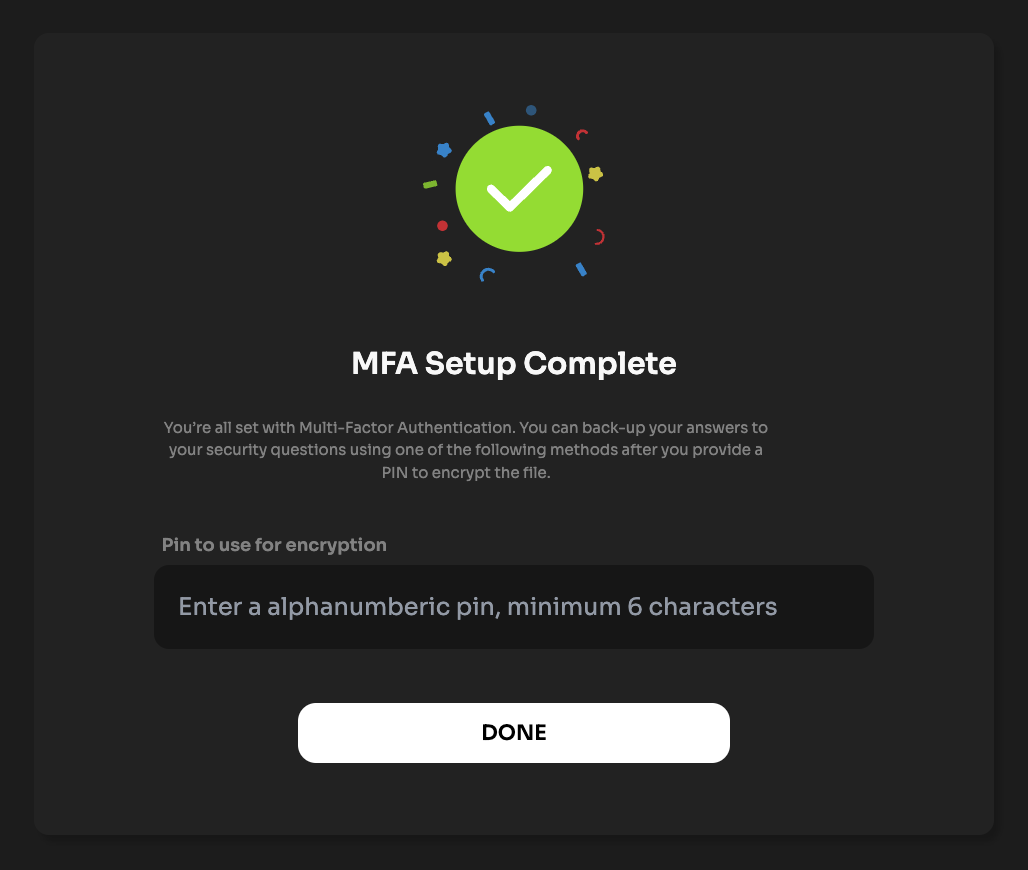 MFA Setup Complete
You’re all set with Multi-Factor Authentication. You can back-up your answers to
your security questions using one of the following methods after you provide a
PIN to encrypt the file.
Pin to use for encryption
Enter a alphanumberic pin, minimum 6 characters
DONE